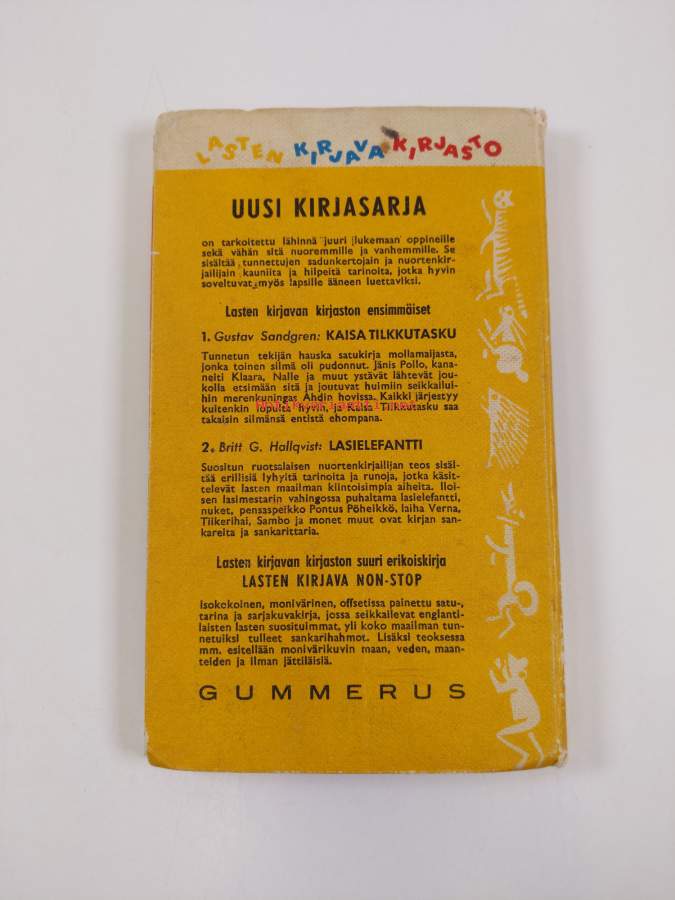 LASTEN KIRJAVA KIRJASTO
UUSI KIRJASARJA
on tarkoitettu lähinnä juuri lukemaan oppineille
sekä vähän sitä nuoremmille ja vanhemmille. Se
sisältää tunnettujen sadunkertojain ja nuortenkir-
jailijain kauniita ja hilpeitä tarinoita, jotka hyvin
soveltuvat myös lapsille ääneen luettaviksi.
Lasten kirjavan kirjaston ensimmäiset
1. Gustav Sandgren: KAISA TILKKUTASKU
Tunnetun tekijän hauska satukirja mollamaijasta,
jonka toinen silmä oli pudonnut. Jänis Pollo, kana-
neiti Klaara, Nalle ja muut ystävät lähtevät jou-
kolla etsimään sitä ja joutuvat huimiin seikkailui-
hin merenkuningas Ahdin hovissa. Kaikki järjestyy
kuitenkin lopulta hyvin, ja Kaisa Tilkkutasku saa
takaisin silmänsä entistä ehompana.
2. Britt G. Hallqvist: LASIELEFANTTI
Suositun ruotsalaisen nuortenkirjailijan teos sisäl-
tää erillisiä lyhyitä tarinoita ja runoja, jotka käsit-
televät lasten maailman kiintoisimpia aiheita. Iloi-
sen lasimestarin vahingossa puhaltama lasielefantti,
nuket, pensaspeikko Pontus Pöheikkö, laiha Verna,
Tiikerihai, Sambo ja monet muut ovat kirjan san-
kareita ja sankarittaria.
Lasten kirjavan kirjaston suuri erikoiskirja
LASTEN KIRJAVA NON-STOP
Isokokoinen, monivärinen, offsetissa painettu satu-,
tarina ja sarjakuvakirja, jossa seikkailevat englanti-
laisten lasten suosituimmat, yli koko maailman tun-
netuiksi tulleet sankarihahmot. Lisäksi teoksessa
mm. esitellään monivärikuvin maan, veden, maan-
teiden ja ilman jättiläisiä.
GUMMERUS